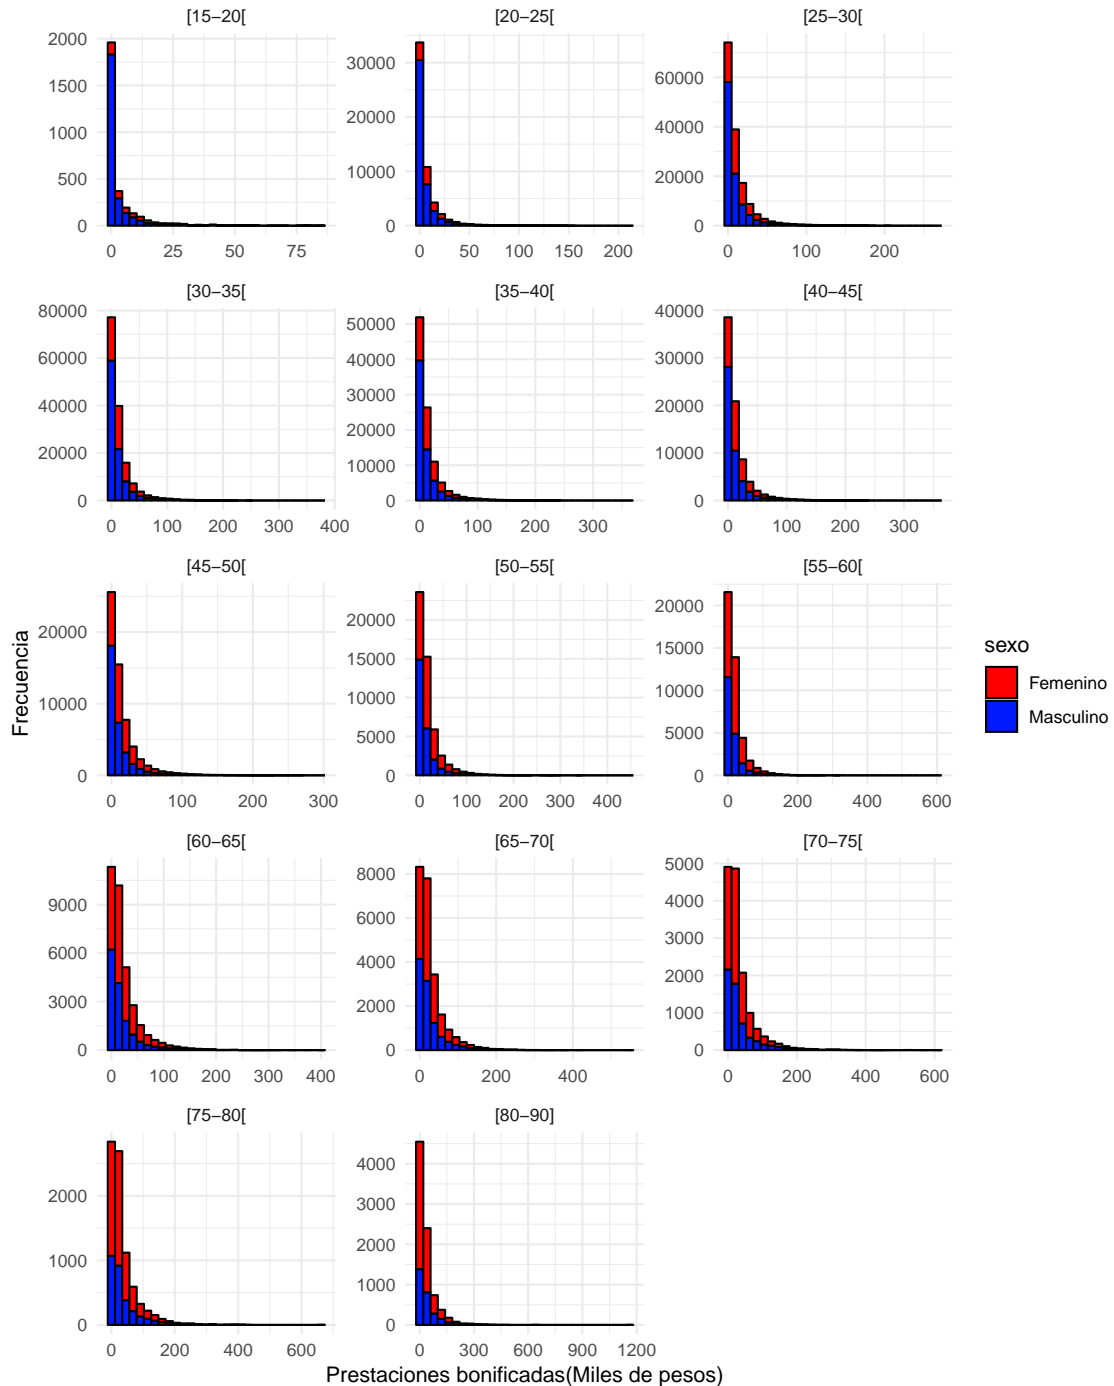 [15−20[ [20−25[ [25−30[
2000 1500 1000 500 0
30000 20000 10000 0
60000 40000 20000 0
0 25 50 75 0 50 100 150 200 0 100 200
[30−35[ [35−40[ [40−45[
80000 60000 40000 20000 0
50000 40000 30000 20000 10000 0
40000 30000 20000 10000 0
0 100 200 300 400 0 100 200 300 0 100 200 300
[45−50[ [50−55[ [55−60[
20000 10000 0
20000 15000 10000 5000 0
20000 15000 10000 5000 0
0 100 200 300 0 100 200 300 400 0 200 400 600
[60−65[ [65−70[ [70−75[
9000 6000 3000 0
8000 6000 4000 2000 0
5000 4000 3000 2000 1000 0
0 100 200 300 400 0 200 400 0 200 400 600
[75−80[ [80−90]
2000 1000 0
4000 3000 2000 1000 0
0 200 400 600 0 300 600 900 1200
Prestaciones bonificadas(Miles de pesos)
Frecuencia
sexo
Femenino
Masculino